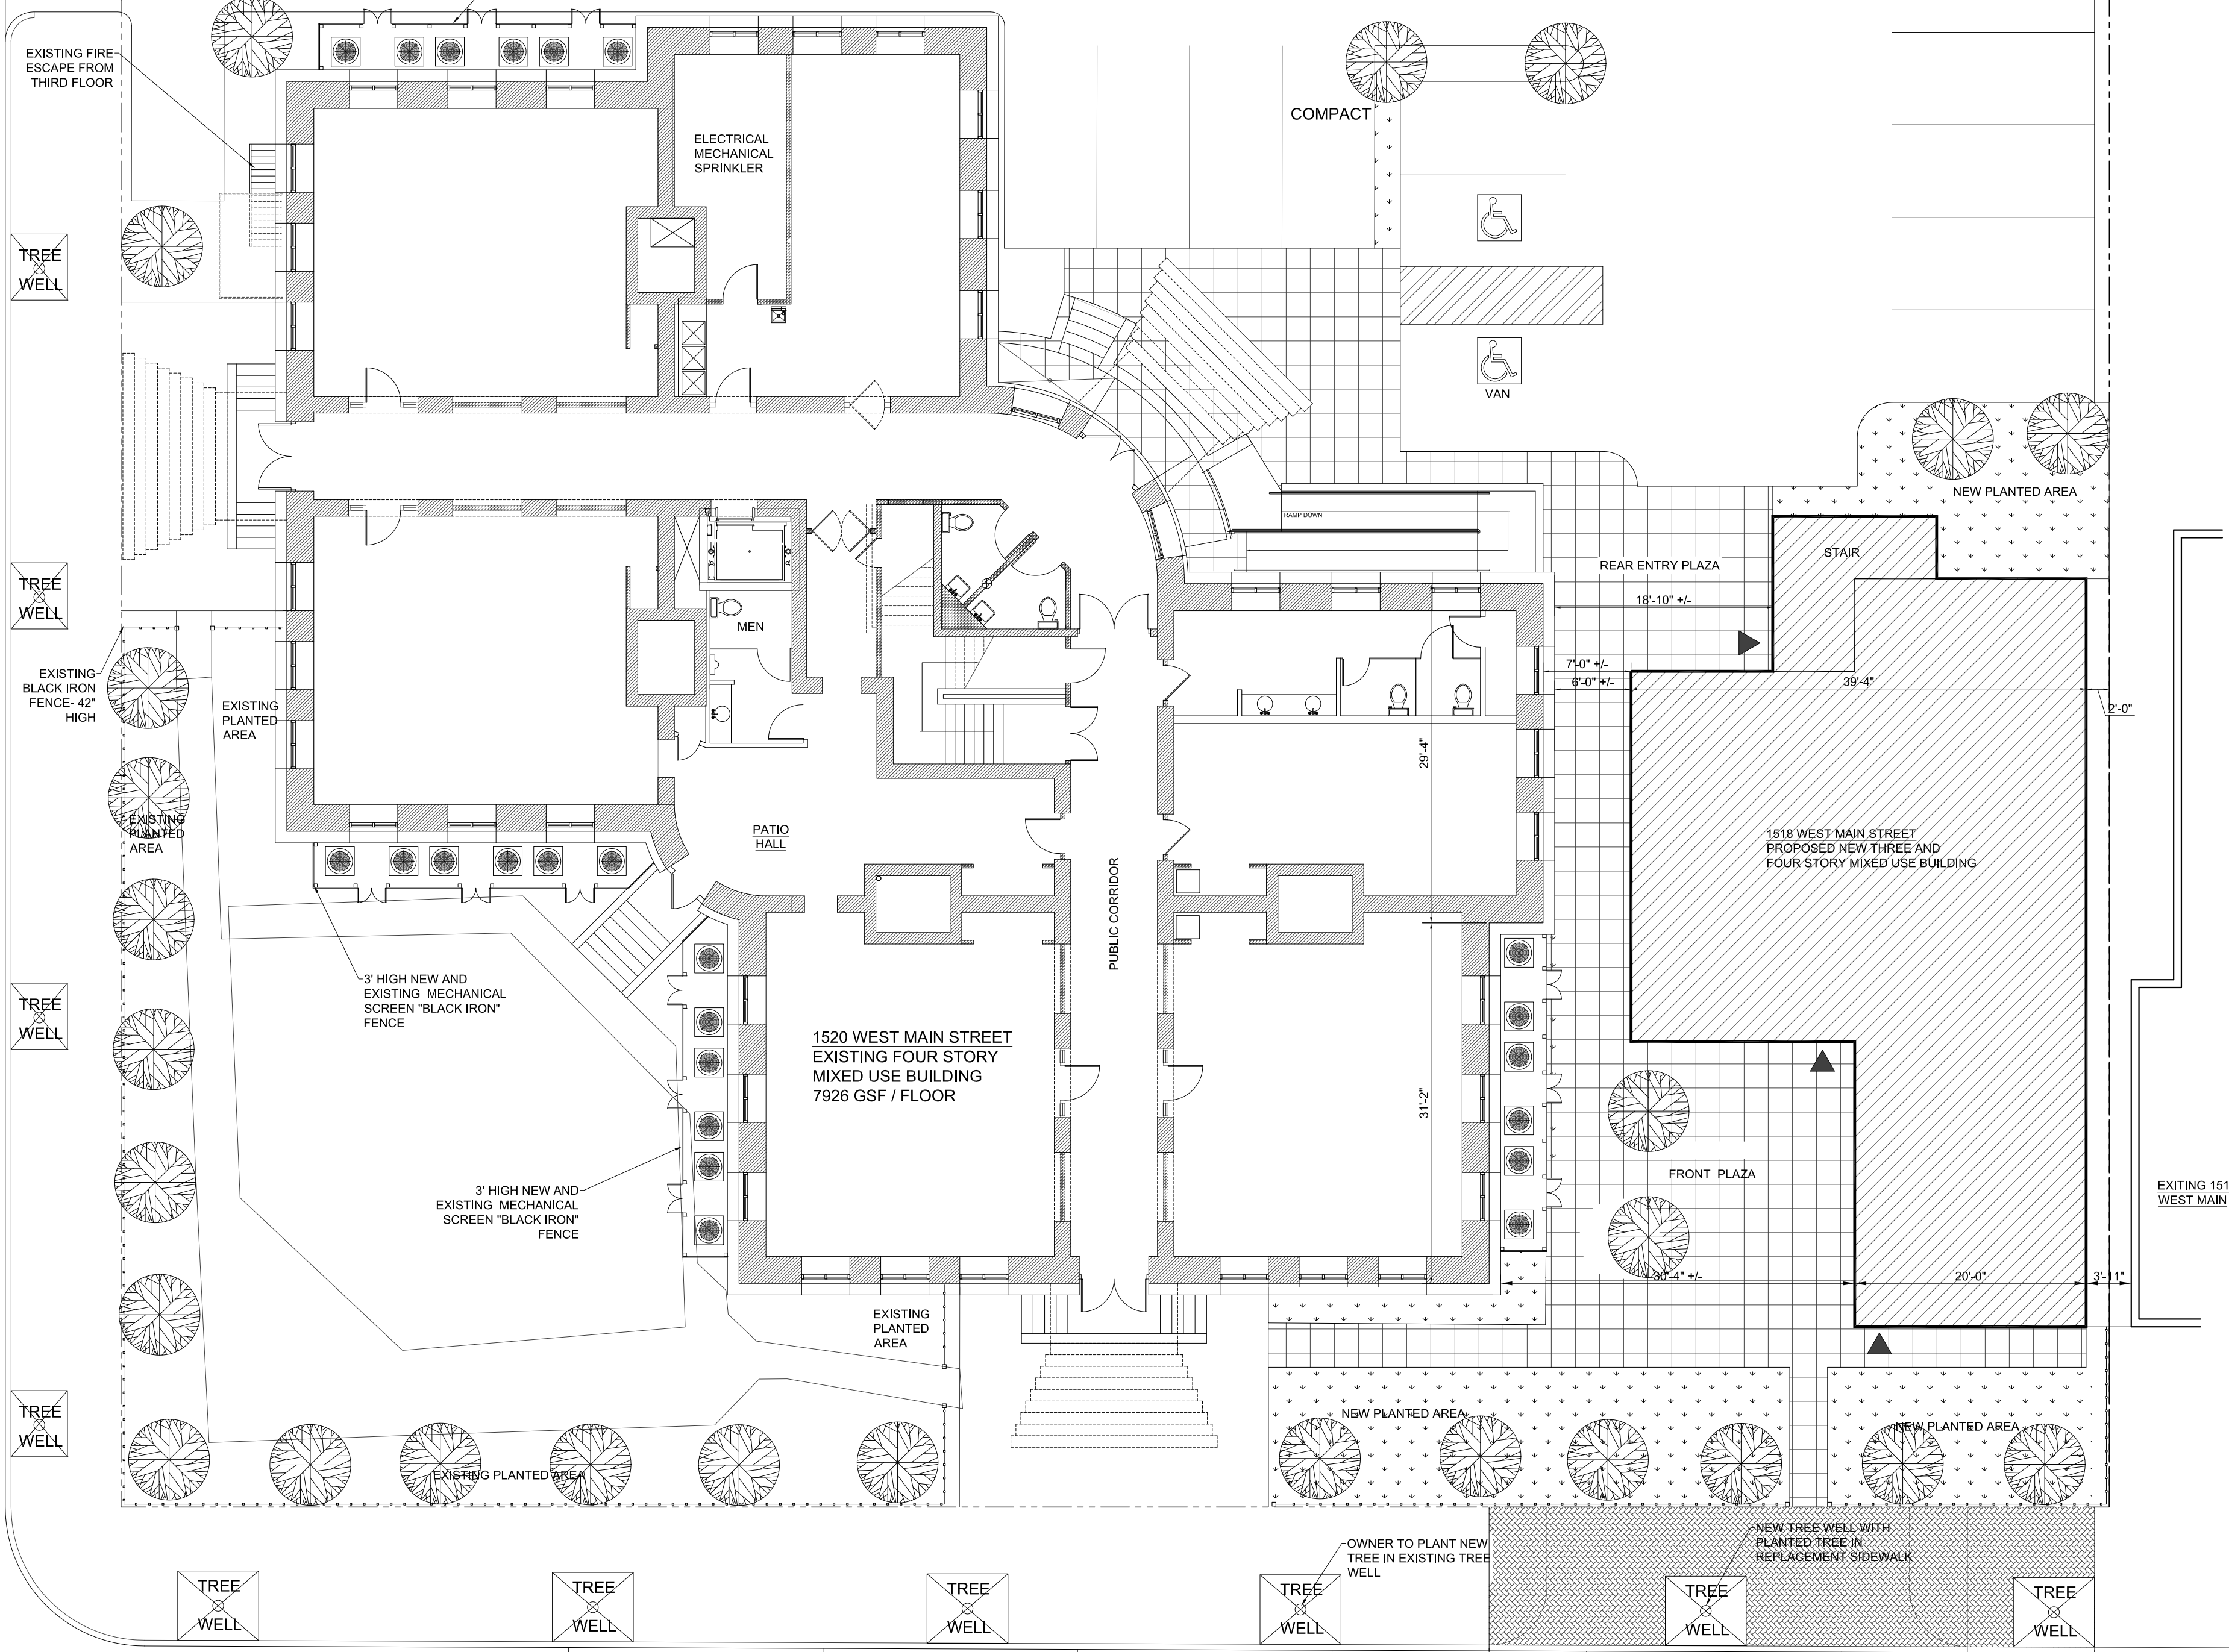 EXISTING FIRE
ESCAPE FROM
THIRD FLOOR
ELECTRICAL
MECHANICAL
SPRINKLER
COMPACT
VAN
TREE
WELL
NEW PLANTED AREA
RAMP DOWN
STAIR
REAR ENTRY PLAZA
18'-10" +/-
TREE
WELL
MEN
EXISTING
BLACK IRON
FENCE- 42"
HIGH
EXISTING
PLANTED
AREA
7'-0" +/-
6'-0" +/-
39'-4"
2'-0"
29'-4"
EXISTING
PLANTED
AREA
PATIO
HALL
PUBLIC CORRIDOR
1518 WEST MAIN STREET
PROPOSED NEW THREE AND
FOUR STORY MIXED USE BUILDING
3' HIGH NEW AND
EXISTING MECHANICAL
SCREEN "BLACK IRON"
FENCE
TREE
WELL
1520 WEST MAIN STREET
EXISTING FOUR STORY
MIXED USE BUILDING
7926 GSF / FLOOR
31'-2"
3' HIGH NEW AND
EXISTING MECHANICAL
SCREEN "BLACK IRON"
FENCE
FRONT PLAZA
EXITING 151
WEST MAIN
30'-4" +/-
20'-0"
3'-11"
EXISTING
PLANTED
AREA
TREE
WELL
NEW PLANTED AREA
NEW PLANTED AREA
EXISTING PLANTED AREA
OWNER TO PLANT NEW
TREE IN EXISTING TREE
WELL
NEW TREE WELL WITH
PLANTED TREE IN
REPLACEMENT SIDEWALK
TREE
WELL
TREE
WELL
TREE
WELL
TREE
WELL
TREE
WELL
TREE
WELL